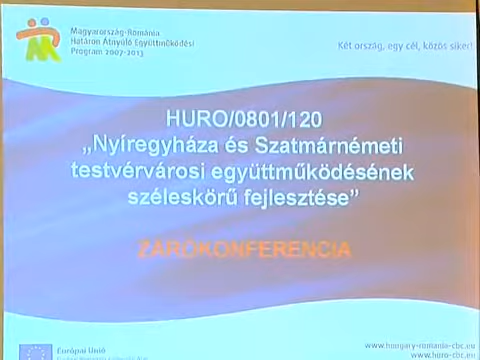 Magyarország-Románia
Határon Átnyúló Együttműködési
Program 2007-2013
Két ország, egy cél, közös siker!
HURO/0801/120
„Nyíregyháza és Szatmárnémeti
testvérvárosi együttműködésének
széleskörű fejlesztése”
ZÁRÓKONFERENCIA
Európai Unió
www.hungary-romania-cbc.eu
www.huro-cbc.eu